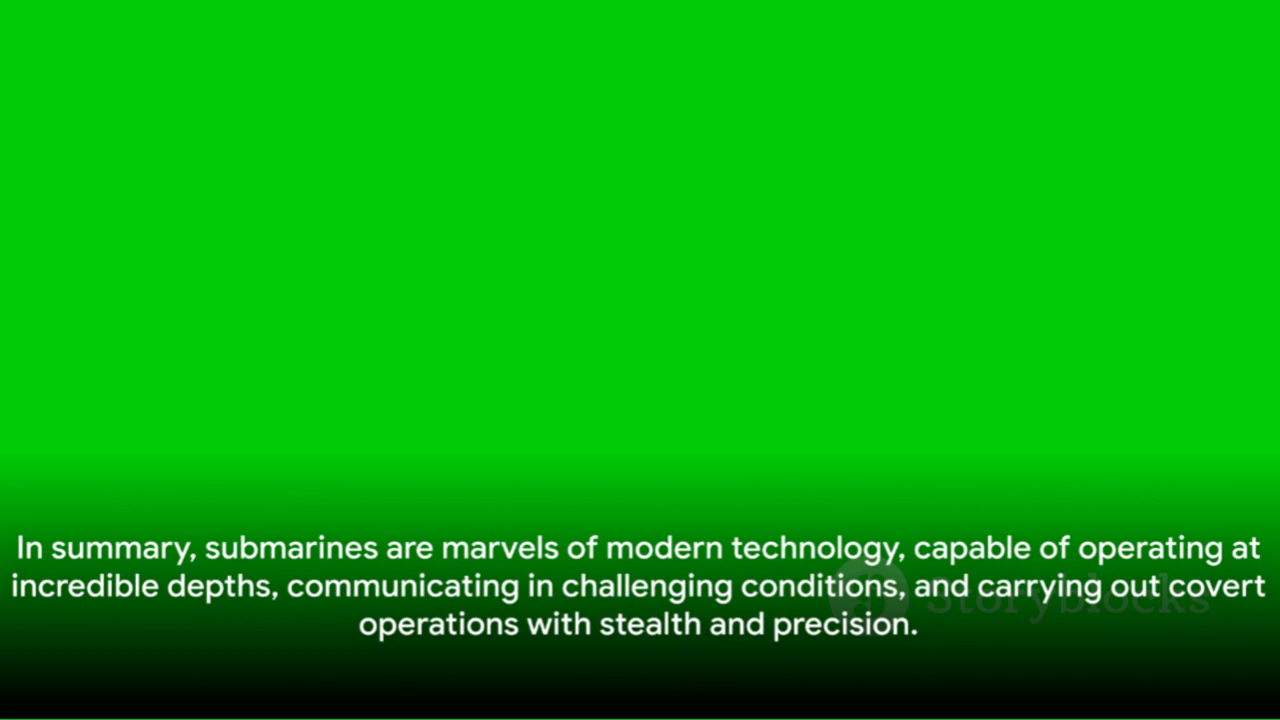 In summary, submarines are marvels of modern technology, capable of operating at
incredible depths, communicating in challenging conditions, and carrying out covert
operations with stealth and precision.
Storyblocks